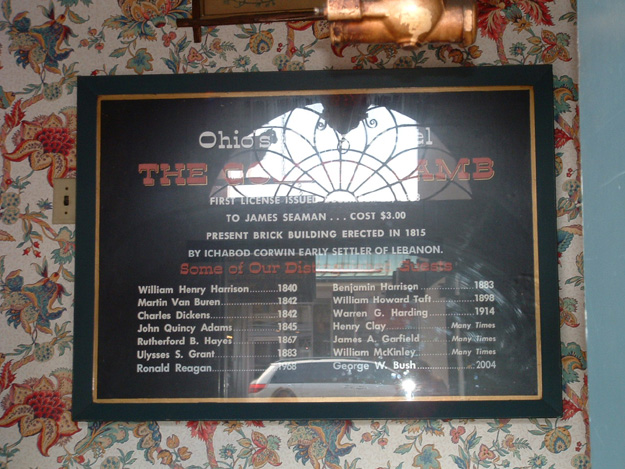 Ohio's
THE LAMB
FIRST LICENSE ISSUED
TO JAMES SEAMAN . . . COST $3.00
PRESENT BRICK BUILDING ERECTED IN 1815
BY ICHABOD CORWIN EARLY SETTLER OF LEBANON.
Some of Our Guests
William Henry Harrison..........1840
Martin Van Buren..........1842
Charles Dickens..........1842
John Quincy Adams..........1845
Rutherford B. Hayes..........1867
Ulysses S. Grant..........1883
Ronald Reagan..........1968
Benjamin Harrison..........1883
William Howard Taft..........1898
Warren G. Harding..........1914
Henry Clay Many Times
James A. Garfield Many Times
William McKinley Many Times
George W. Bush..........2004